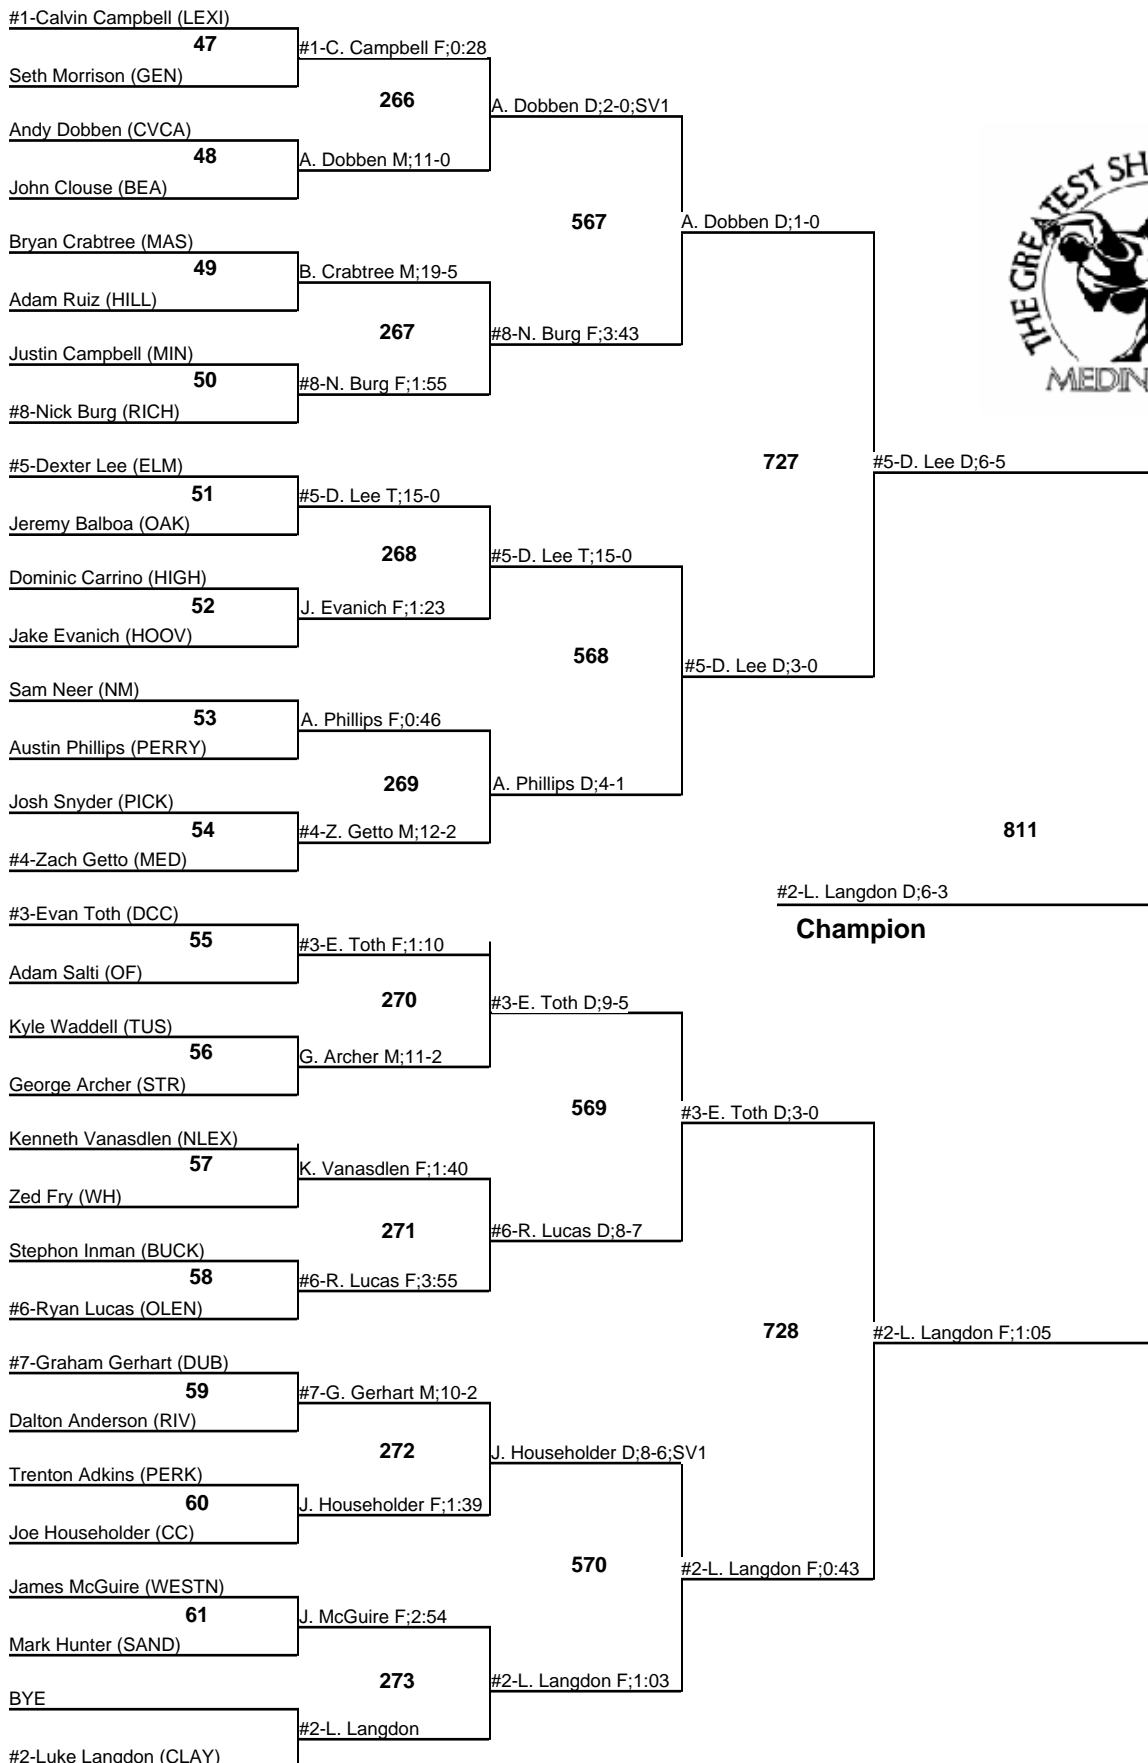 #1-Calvin Campbell (LEXI)
47
#1-C. Campbell F;0:28
Seth Morrison (GEN)
266
A. Dobben D;2-0;SV1
Andy Dobben (CVCA)
48
A. Dobben M;11-0
John Clouse (BEA)
567
A. Dobben D;1-0
Bryan Crabtree (MAS)
49
B. Crabtree M;19-5
Adam Ruiz (HILL)
267
#8-N. Burg F;3:43
Justin Campbell (MIN)
50
#8-N. Burg F;1:55
#8-Nick Burg (RICH)
THE GREATEST SH
MEDIN
727
#5-D. Lee D;6-5
#5-Dexter Lee (ELM)
51
#5-D. Lee T;15-0
Jeremy Balboa (OAK)
268
#5-D. Lee T;15-0
Dominic Carrino (HIGH)
52
J. Evanich F;1:23
Jake Evanich (HOOV)
568
#5-D. Lee D;3-0
Sam Neer (NM)
53
A. Phillips F;0:46
Austin Phillips (PERRY)
269
A. Phillips D;4-1
Josh Snyder (PICK)
54
#4-Z. Getto M;12-2
#4-Zach Getto (MED)
811
#2-L. Langdon D;6-3
Champion
#3-Evan Toth (DCC)
55
#3-E. Toth F;1:10
Adam Salti (OF)
270
#3-E. Toth D;9-5
Kyle Waddell (TUS)
56
G. Archer M;11-2
George Archer (STR)
569
#3-E. Toth D;3-0
Kenneth Vanasdlen (NLEX)
57
K. Vanasdlen F;1:40
Zed Fry (WH)
271
#6-R. Lucas D;8-7
Stephon Inman (BUCK)
58
#6-R. Lucas F;3:55
#6-Ryan Lucas (OLEN)
728
#2-L. Langdon F;1:05
#7-Graham Gerhart (DUB)
59
#7-G. Gerhart M;10-2
Dalton Anderson (RIV)
272
J. Householder D;8-6;SV1
Trenton Adkins (PERK)
60
J. Householder F;1:39
Joe Householder (CC)
570
#2-L. Langdon F;0:43
James McGuire (WESTN)
61
J. McGuire F;2:54
Mark Hunter (SAND)
273
#2-L. Langdon F;1:03
BYE
#2-L. Langdon
#2-Luke Langdon (CLAY)